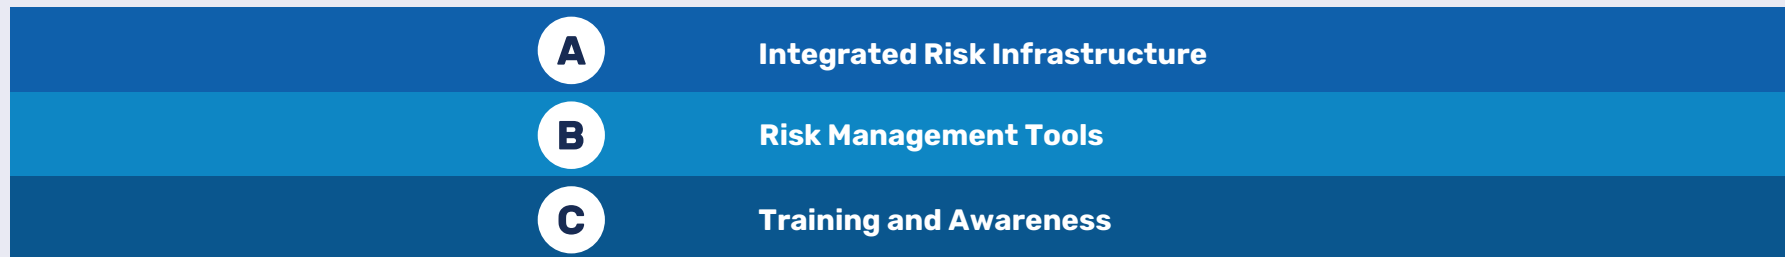 A Integrated Risk Infrastructure
B Risk Management Tools
C Training and Awareness